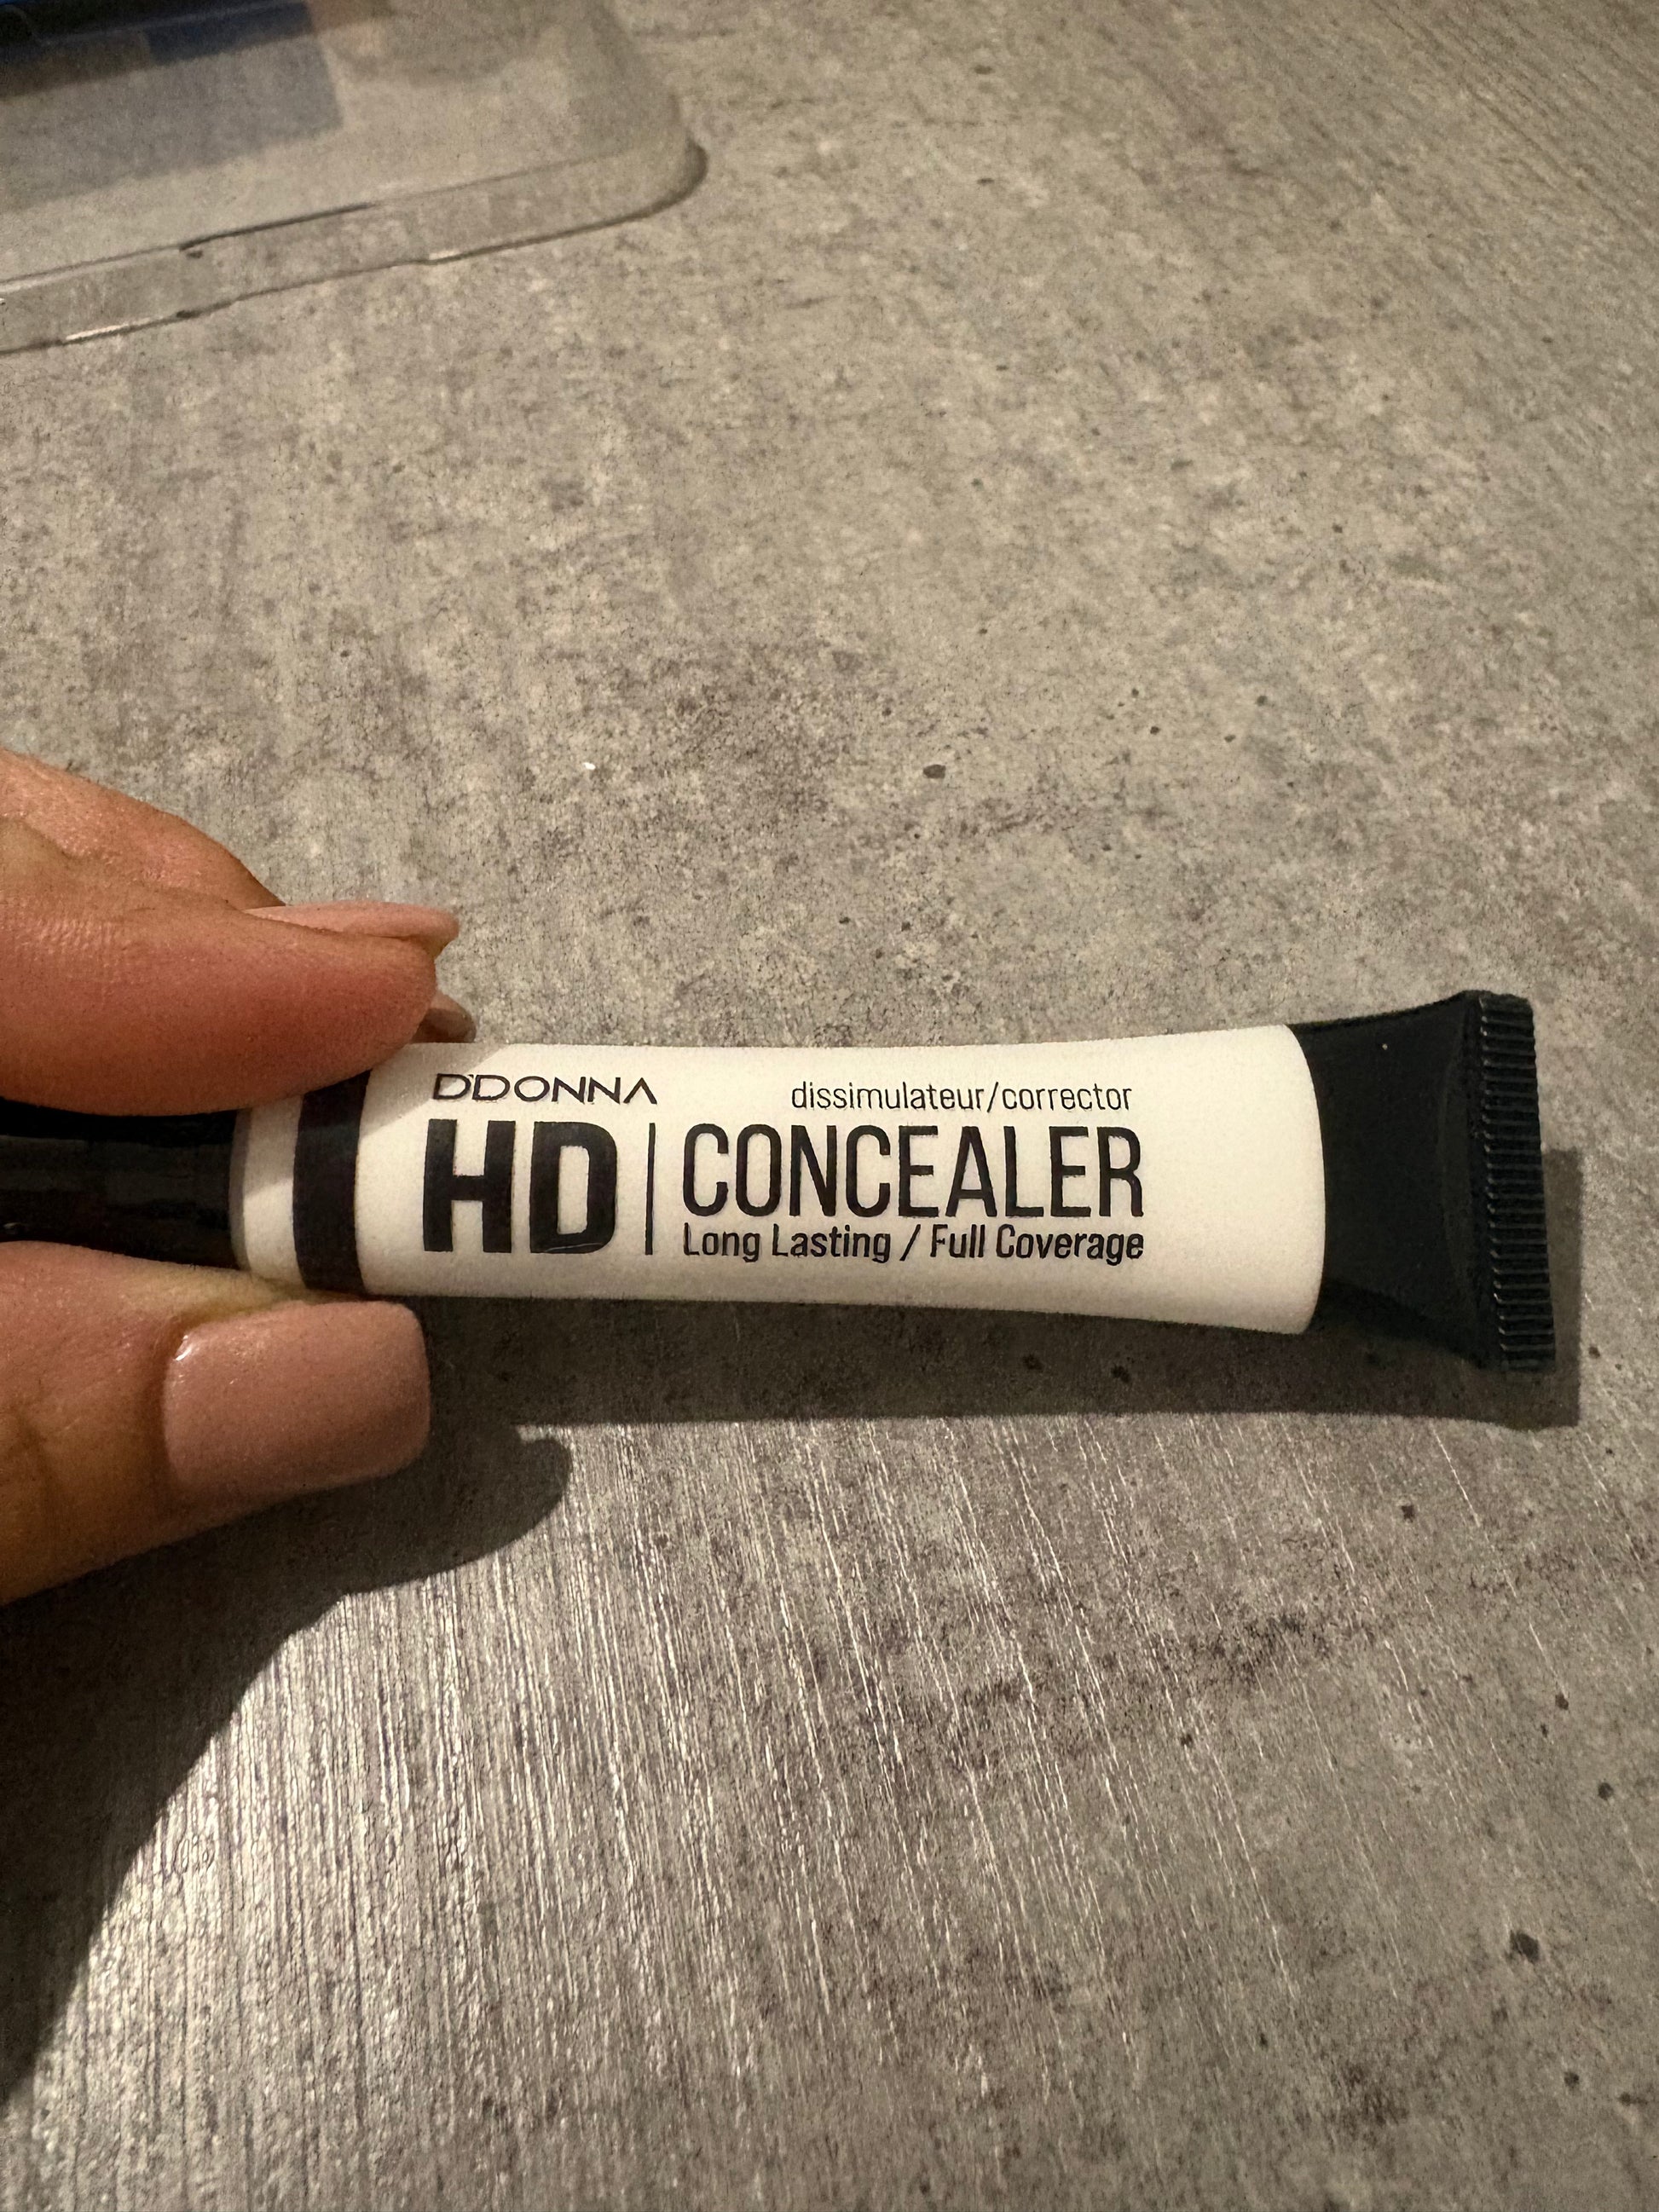 D'DONNA
dissimulateur/corrector
HD | CONCEALER
Long Lasting / Full Coverage